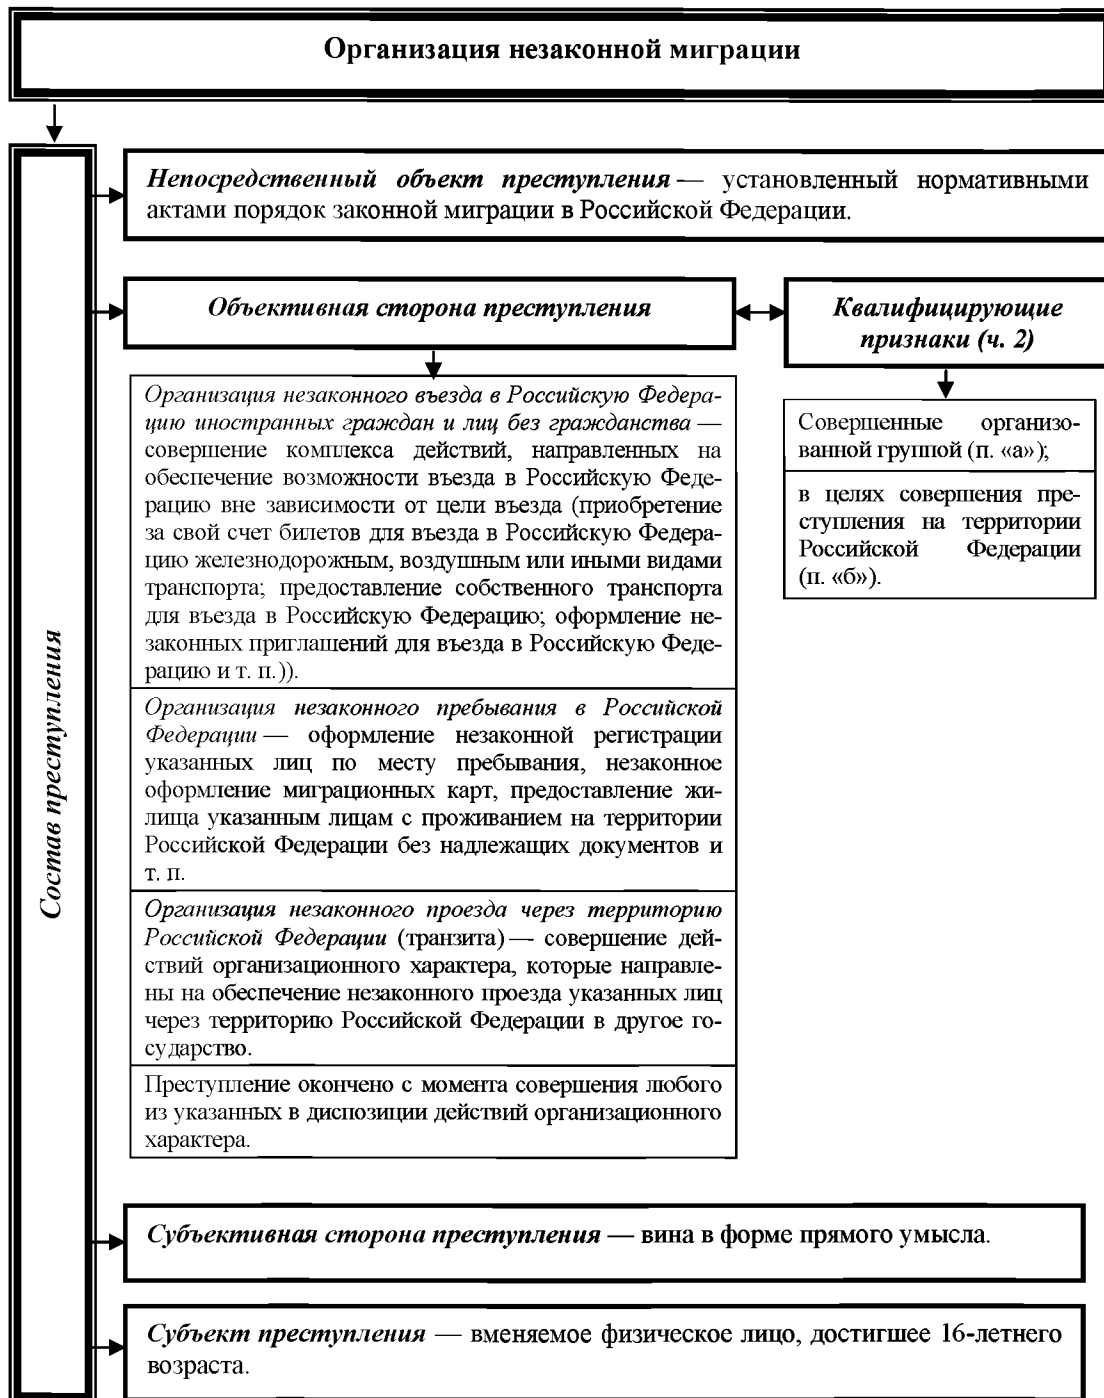 Организация незаконной миграции
Состав преступления
Непосредственный объект преступления — установленный нормативными
актами порядок законной миграции в Российской Федерации.
Объективная сторона преступления
Организация незаконного въезда в Российскую Федера-
цию иностранных граждан и лиц без гражданства —
совершение комплекса действий, направленных на
обеспечение возможности въезда в Российскую Феде-
рацию вне зависимости от цели въезда (приобретение
за свой счет билетов для въезда в Российскую Федера-
цию железнодорожным, воздушным или иными видами
транспорта; предоставление собственного транспорта
для въезда в Российскую Федерацию; оформление не-
законных приглашений для въезда в Российскую Феде-
рацию и т. п.)).
Организация незаконного пребывания в Российской
Федерации — оформление незаконной регистрации
указанных лиц по месту пребывания, незаконное
оформление миграционных карт, предоставление жи-
лища указанным лицам с проживанием на территории
Российской Федерации без надлежащих документов и
т. п.
Организация незаконного проезда через территорию
Российской Федерации (транзита) — совершение дей-
ствий организационного характера, которые направле-
ны на обеспечение незаконного проезда указанных лиц
через территорию Российской Федерации в другое го-
сударство.
Преступление окончено с момента совершения любого
из указанных в диспозиции действий организационного
характера.
Квалифицирующие
признаки (ч. 2)
Совершенные организо-
ванной группой (п. «а»);
в целях совершения пре-
ступления на территории
Российской Федерации
(п. «б»).
Субъективная сторона преступления — вина в форме прямого умысла.
Субъект преступления — вменяемое физическое лицо, достигшее 16-летнего
возраста.